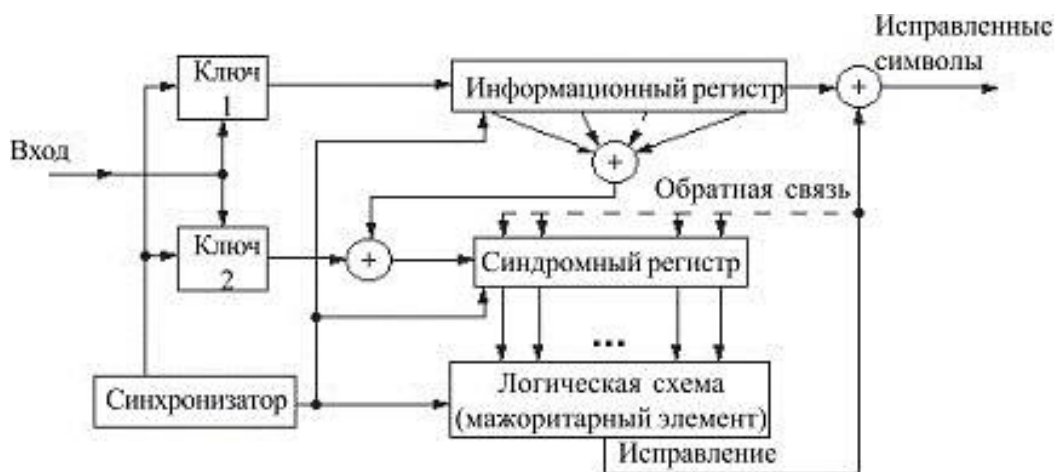 Исправленные
символы
Ключ
1
Информационный регистр
+
+
Вход
Обратная связь
Ключ
2
+
Синдромный регистр
...
Синхронизатор
Логическая схема
(мажоритарный элемент)
Исправление